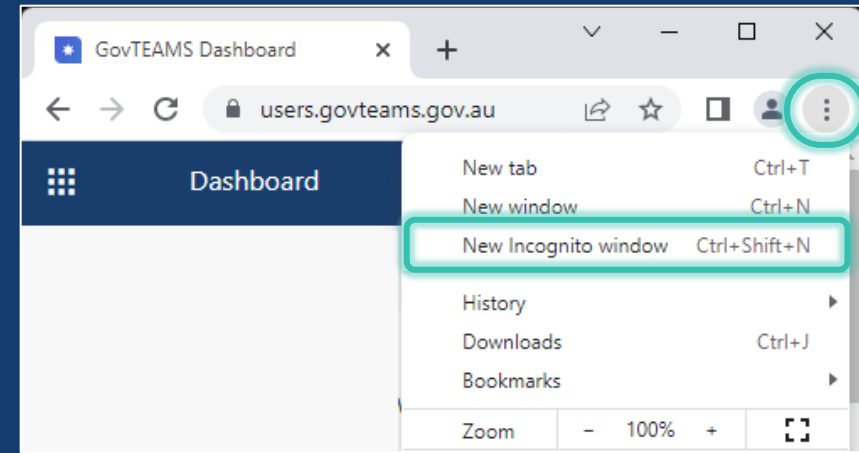 GovTEAMS Dashboard
users.govteams.gov.au
Dashboard
New tab Ctrl+T
New window Ctrl+N
New Incognito window Ctrl+Shift+N
History
Downloads Ctrl+J
Bookmarks
Zoom - 100% +